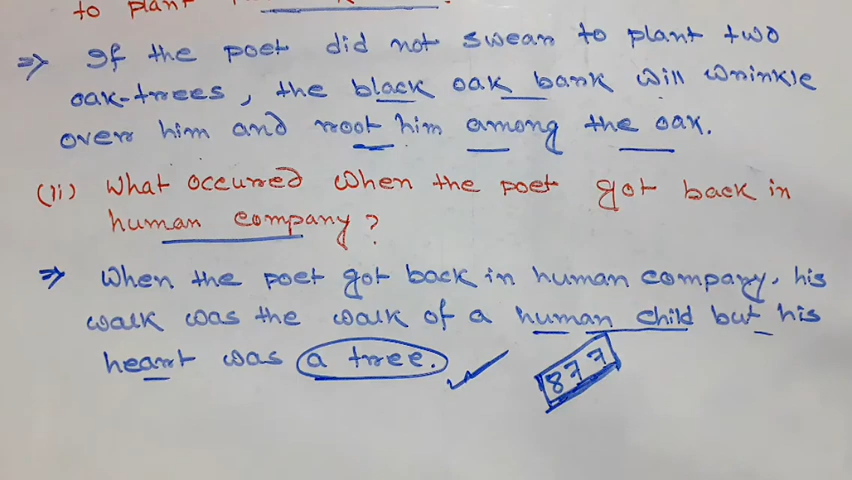 to plant
⇒ If the poet did not swear to plant two
oak-trees, the black oak bark will wrinkle
over him and root him among the oak.
(ii) What occurred when the poet got back in
human company?
⇒ When the poet got back in human company, his
walk was the walk of a human child but his
heart was a tree.
877